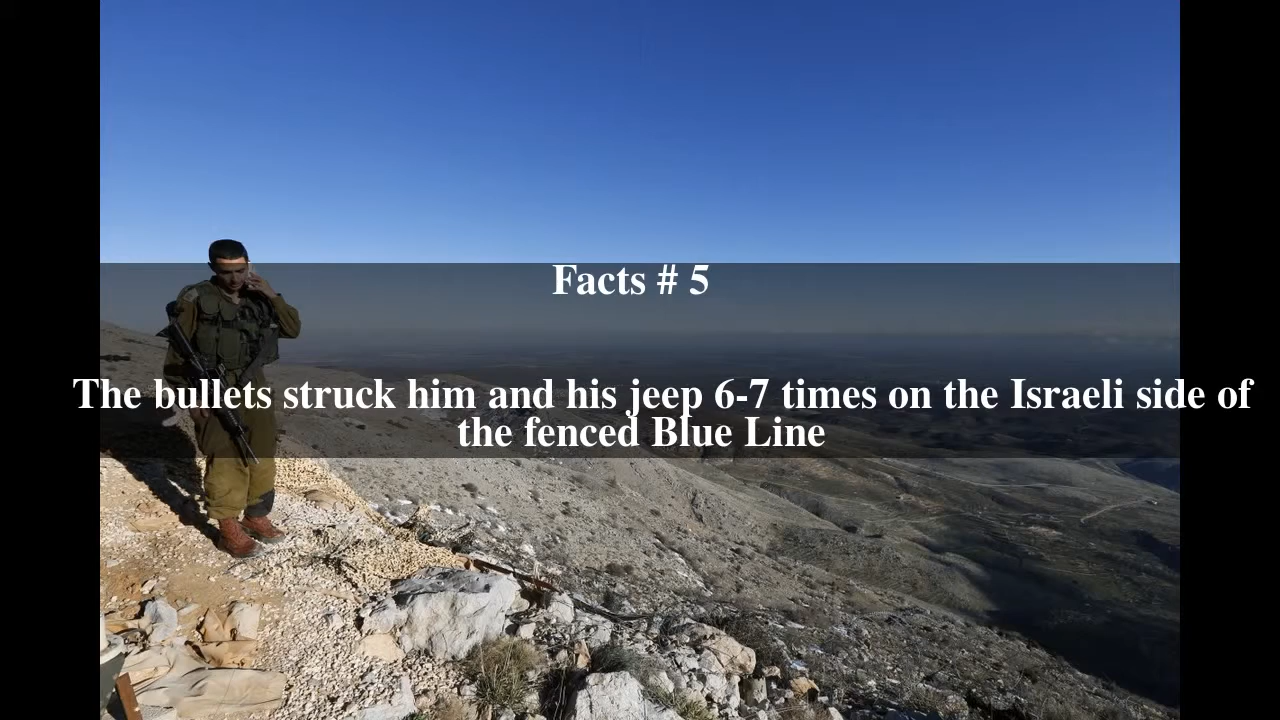 Facts # 5
The bullets struck him and his jeep 6-7 times on the Israeli side of
the fenced Blue Line